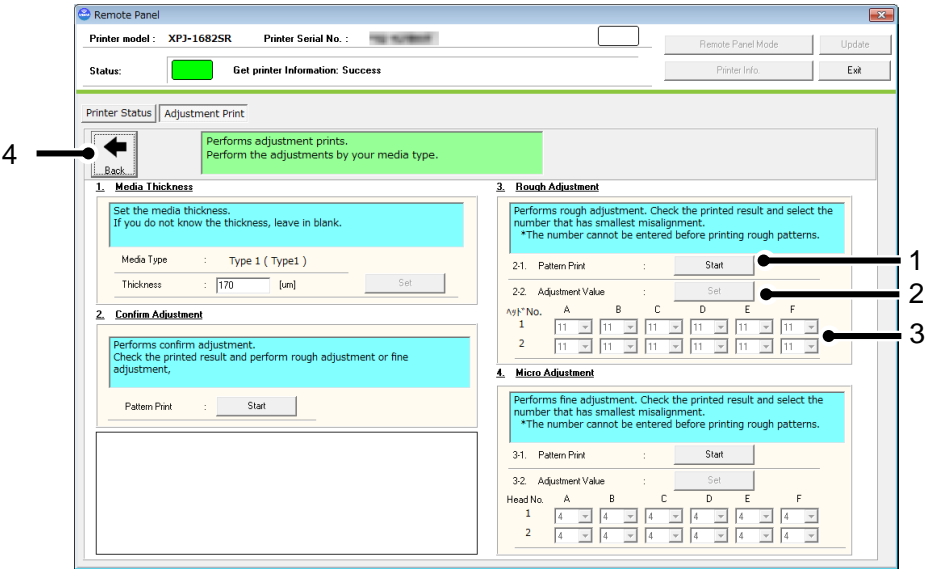 Remote Panel
Printer model : XPJ-1682SR Printer Serial No. :
Remote Panel Mode Update
Status: Get printer Information: Success
Printer Info. Exit
Printer Status Adjustment Print
4
Back
Performs adjustment prints.
Perform the adjustments by your media type.
1. Media Thickness
Set the media thickness.
If you do not know the thickness, leave in blank.
Media Type : Type 1 ( Type1 )
Thickness : 170 [um] Set
2. Confirm Adjustment
Performs confirm adjustment.
Check the printed result and perform rough adjustment or fine
adjustment,
Pattern Print : Start
3. Rough Adjustment
Performs rough adjustment. Check the printed result and select the
number that has smallest misalignment.
*The number cannot be entered before printing rough patterns.
2-1. Pattern Print : Start
1
2-2. Adjustment Value : Set
2
ﾍｯﾄﾞNo. A B C D E F
1 11 11 11 11 11 11
3
2 11 11 11 11 11 11
4. Micro Adjustment
Performs fine adjustment. Check the printed result and select the
number that has smallest misalignment.
*The number cannot be entered before printing rough patterns.
3-1. Pattern Print : Start
3-2. Adjustment Value : Set
Head No. A B C D E F
1 4 4 4 4 4 4
2 4 4 4 4 4 4